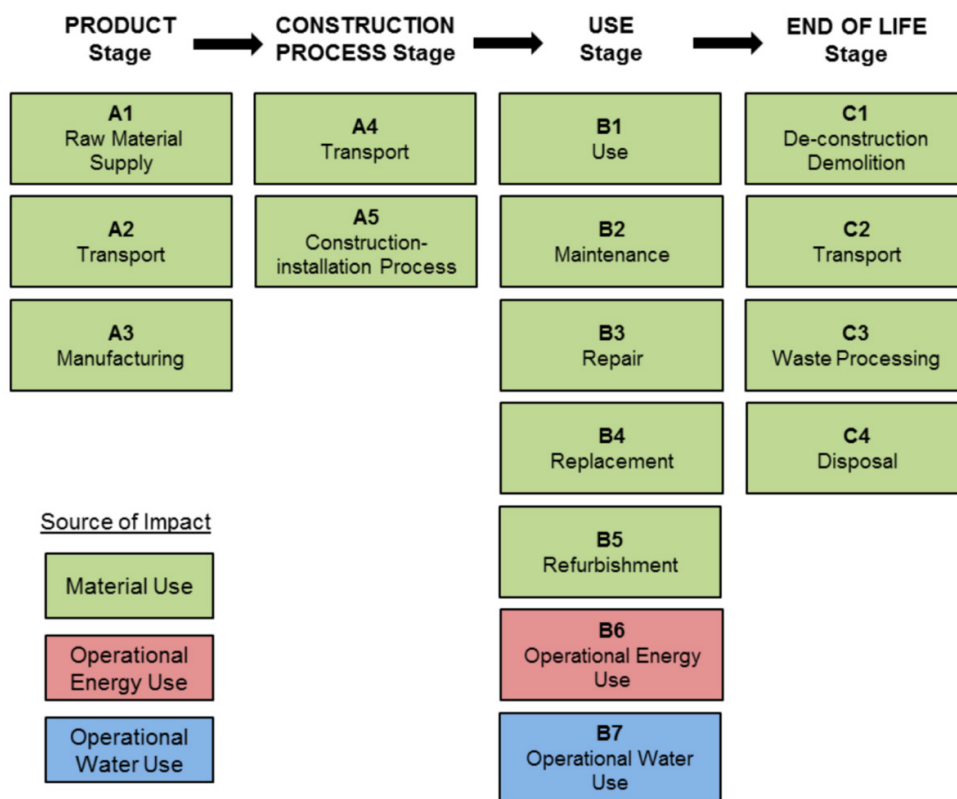 PRODUCT
Stage
CONSTRUCTION
PROCESS Stage
USE
Stage
END OF LIFE
Stage
A1
Raw Material
Supply
A2
Transport
A3
Manufacturing
A4
Transport
A5
Construction-
installation Process
B1
Use
B2
Maintenance
B3
Repair
B4
Replacement
B5
Refurbishment
B6
Operational Energy
Use
B7
Operational Water
Use
C1
De-construction
Demolition
C2
Transport
C3
Waste Processing
C4
Disposal
Source of Impact
Material Use
Operational
Energy Use
Operational
Water Use